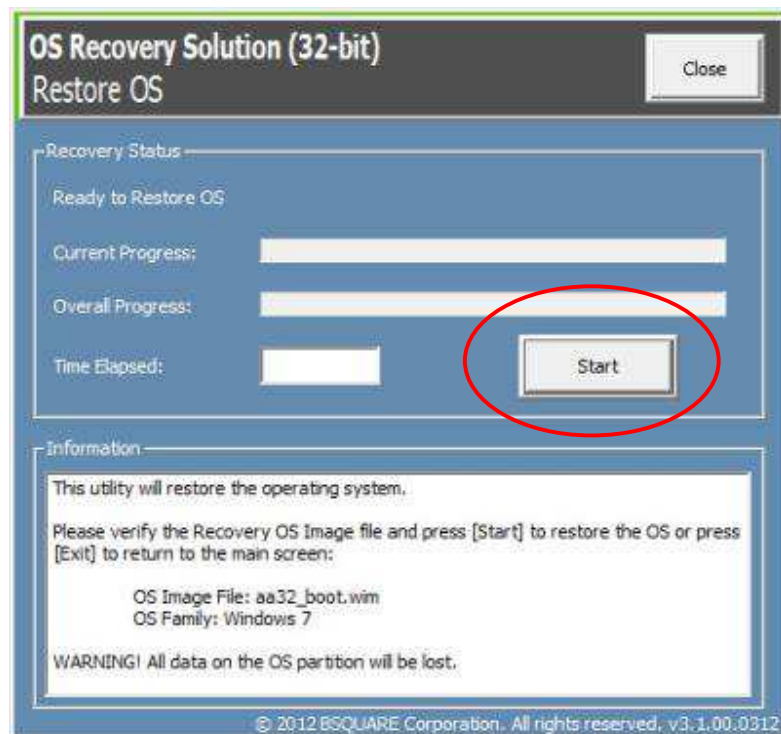 OS Recovery Solution (32-bit)
Restore OS
Close
Recovery Status
Ready to Restore OS
Current Progress:
Overall Progress:
Time Elapsed:
Start
Information
This utility will restore the operating system.
Please verify the Recovery OS Image file and press [Start] to restore the OS or press
[Exit] to return to the main screen:
OS Image File: aa32_boot.wim
OS Family: Windows 7
WARNING! All data on the OS partition will be lost.
© 2012 BSQUARE Corporation. All rights reserved. v3.1.00.0312